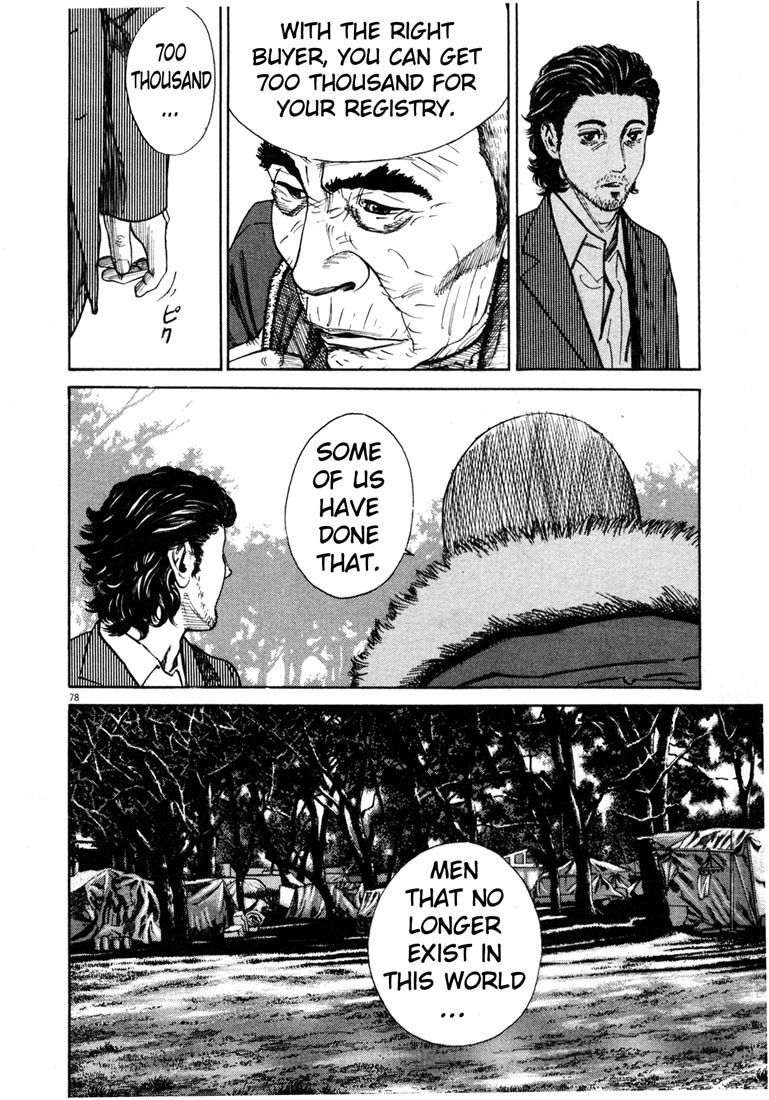 WITH THE RIGHT
BUYER, YOU CAN GET
700 THOUSAND FOR
YOUR REGISTRY.
700
THOUSAND
...
ピク
SOME
OF US
HAVE
DONE
THAT.
78
MEN
THAT NO
LONGER
EXIST IN
THIS WORLD
...